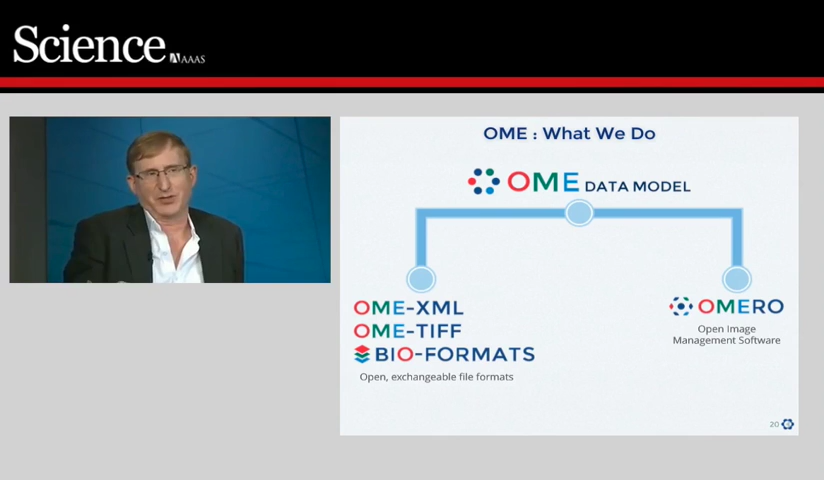 Science
AAAS
OME : What We Do
OME DATA MODEL
OME-XML
OME-TIFF
BIO-FORMATS
Open, exchangeable file formats
OMERO
Open Image
Management Software
20